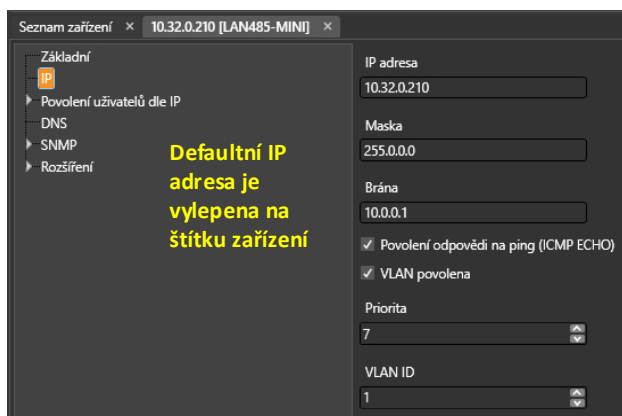 Seznam zařízení × 10.32.0.210 [LAN485-MINI] ×
Základní
IP
Povolení uživatelů dle IP
DNS
SNMP
Rozšíření
Defaultní IP
adresa je
vylepena na
štítku zařízení
IP adresa
10.32.0.210
Maska
255.0.0.0
Brána
10.0.0.1
Povolení odpovědi na ping (ICMP ECHO)
VLAN povolena
Priorita
7
VLAN ID
1